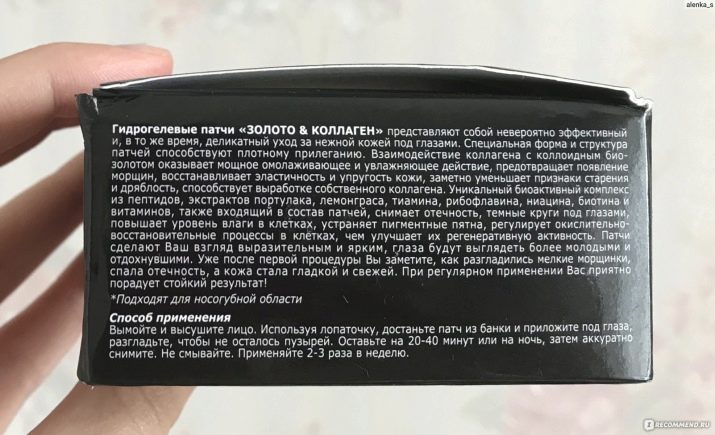 alenka_s
Гидрогелевые патчи «ЗОЛОТО & КОЛЛАГЕН» представляют собой невероятно эффективный
и, в то же время, деликатный уход за нежной кожей под глазами. Специальная форма и структура
патчей способствуют плотному прилеганию. Взаимодействие коллагена с коллоидным био-
золотом оказывает мощное омолаживающее и увлажняющее действие, предотвращает появление
морщин, восстанавливает эластичность и упругость кожи, заметно уменьшает признаки старения
и дряблость, способствует выработке собственного коллагена. Уникальный биоактивный комплекс
из пептидов, экстрактов портулака, лемонграса, тиамина, рибофлавина, ниацина, биотина и
витаминов, также входящий в состав патчей, снимает отечность, темные круги под глазами,
повышает уровень влаги в клетках, устраняет пигментные пятна, регулирует окислительно-
восстановительные процессы в клётках, чем улучшает их регенеративную активность. Патчи
сделают Ваш взгляд выразительным и ярким, глаза будут выглядеть более молодыми и
отдохнувшими. Уже после первой процедуры Вы заметите, как разгладились мелкие морщинки,
спала отечность, а кожа стала гладкой и свежей. При регулярном применении Вас приятно
порадует стойкий результат!
*Подходят для носогубной области
Способ применения
Вымойте и высушите лицо. Используя лопаточку, достаньте патч из банки и приложите под глаза,
разгладьте, чтобы не осталось пузырей. Оставьте на 20-40 минут или на ночь, затем аккуратно
снимите. Не смывайте. Применяйте 2-3 раза в неделю.
IRECOMMEND.RU